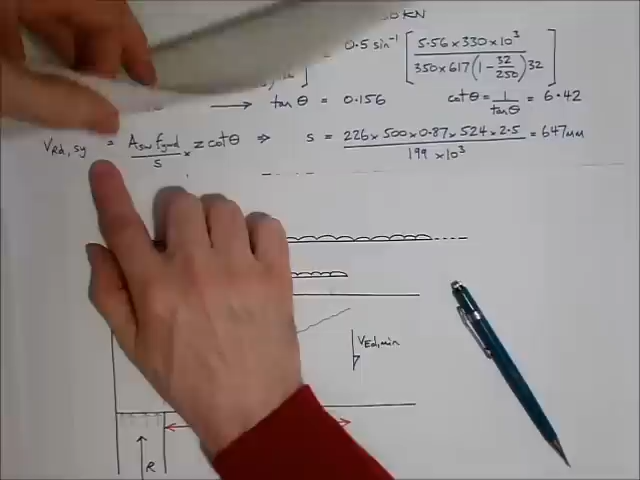 0 kN
0.5 sin⁻¹ [ 5.56 × 330 × 10³ / 350 × 617 (1 - 32/250) 32 ]
→ tan θ = 0.156 cot θ = 1/tan θ = 6.42
V_Rd,sy = A_sw f_ywd / s × z cot θ ⇒ s = 226 × 500 × 0.87 × 524 × 2.5 / 199 × 10³ = 647 mm
V_Ed,min
R